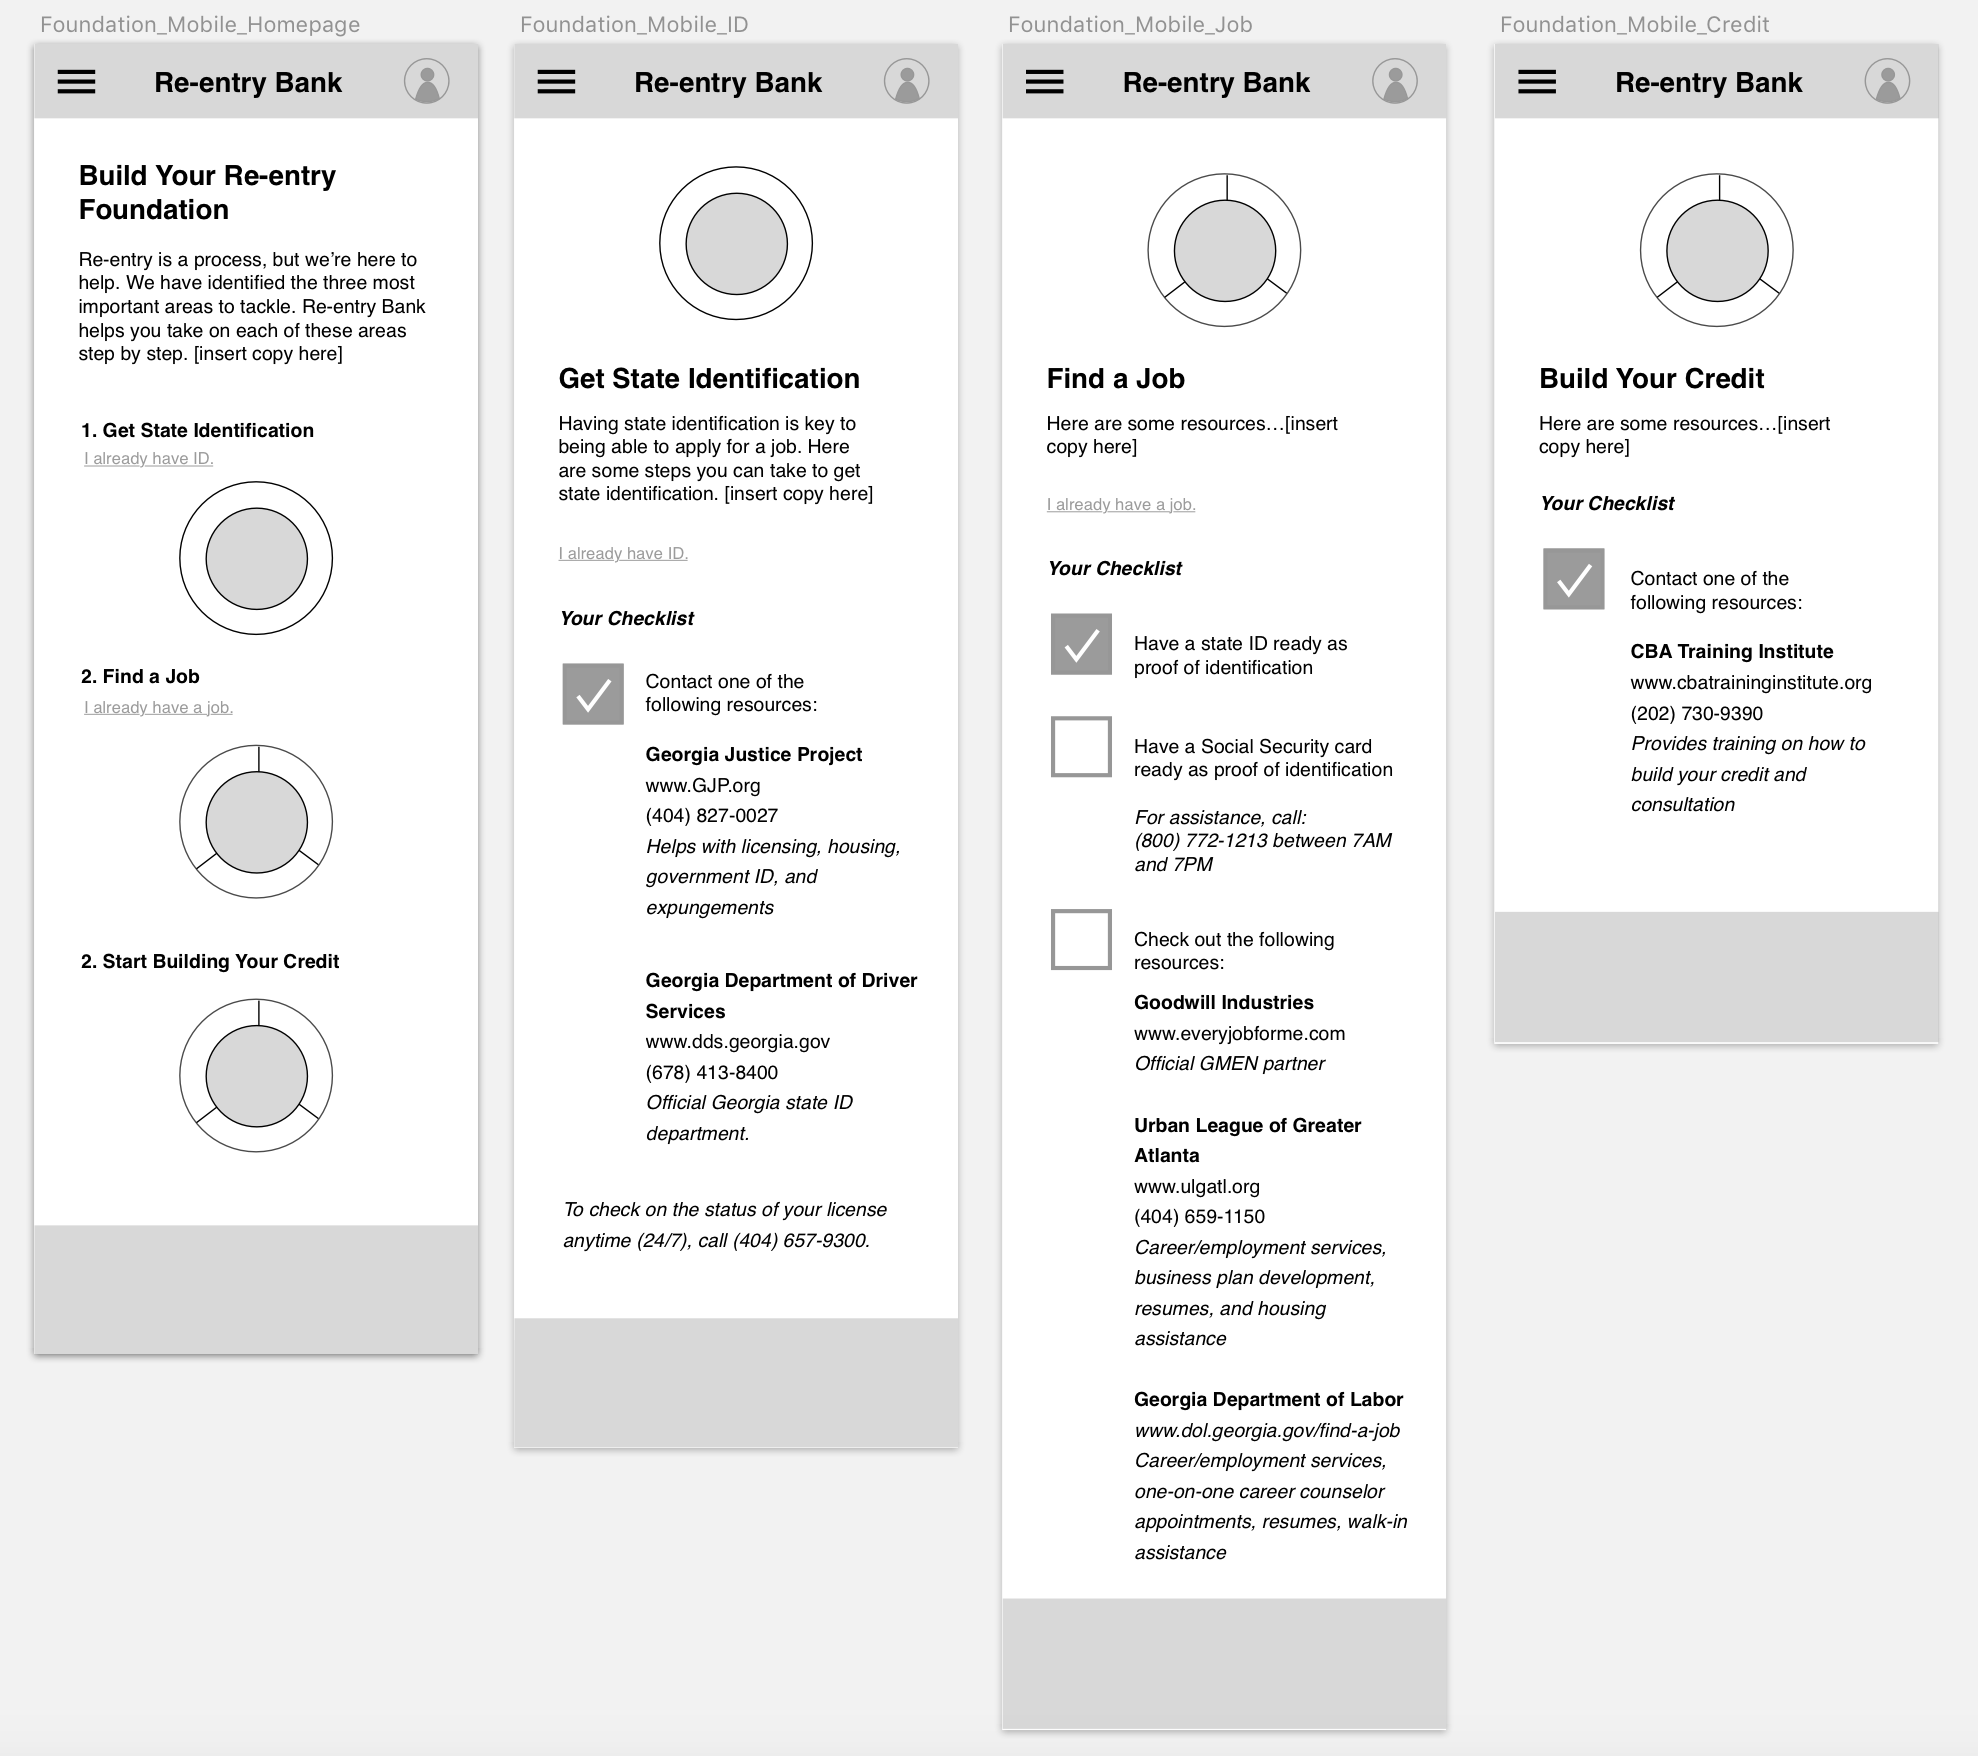 Foundation_Mobile_Homepage
Re-entry Bank
Build Your Re-entry
Foundation
Re-entry is a process, but we’re here to
help. We have identified the three most
important areas to tackle. Re-entry Bank
helps you take on each of these areas
step by step. [insert copy here]
1. Get State Identification
I already have ID.
2. Find a Job
I already have a job.
2. Start Building Your Credit
Foundation_Mobile_ID
Re-entry Bank
Get State Identification
Having state identification is key to
being able to apply for a job. Here
are some steps you can take to get
state identification. [insert copy here]
I already have ID.
Your Checklist
Contact one of the
following resources:
Georgia Justice Project
www.GJP.org
(404) 827-0027
Helps with licensing, housing,
government ID, and
expungements
Georgia Department of Driver
Services
www.dds.georgia.gov
(678) 413-8400
Official Georgia state ID
department.
To check on the status of your license
anytime (24/7), call (404) 657-9300.
Foundation_Mobile_Job
Re-entry Bank
Find a Job
Here are some resources…[insert
copy here]
I already have a job.
Your Checklist
Have a state ID ready as
proof of identification
Have a Social Security card
ready as proof of identification
For assistance, call:
(800) 772-1213 between 7AM
and 7PM
Check out the following
resources:
Goodwill Industries
www.everyjobforme.com
Official GMEN partner
Urban League of Greater
Atlanta
www.ulgatl.org
(404) 659-1150
Career/employment services,
business plan development,
resumes, and housing
assistance
Georgia Department of Labor
www.dol.georgia.gov/find-a-job
Career/employment services,
one-on-one career counselor
appointments, resumes, walk-in
assistance
Foundation_Mobile_Credit
Re-entry Bank
Build Your Credit
Here are some resources…[insert
copy here]
Your Checklist
Contact one of the
following resources:
CBA Training Institute
www.cbatraininginstitute.org
(202) 730-9390
Provides training on how to
build your credit and
consultation